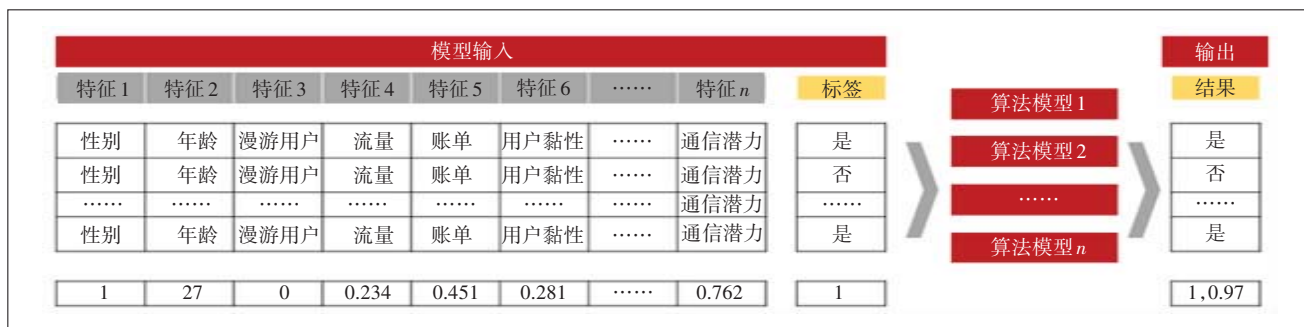 模型输入 输出
特征1 特征2 特征3 特征4 特征5 特征6 …… 特征n 标签 结果
算法模型1
性别 年龄 漫游用户 流量 账单 用户黏性 …… 通信潜力 是 是
算法模型2
性别 年龄 漫游用户 流量 账单 用户黏性 …… 通信潜力 否 否
…… …… …… …… …… …… …… 通信潜力 …… …… ……
性别 年龄 漫游用户 流量 账单 用户黏性 …… 通信潜力 是 是
算法模型n
1 27 0 0.234 0.451 0.281 …… 0.762 1 1,0.97